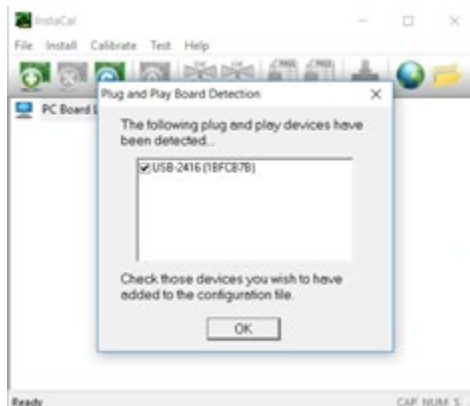 InstaCal
File Install Calibrate Test Help
Plug and Play Board Detection
PC Board L
The following plug and play devices have
been detected...
USB-2416 (1BFCB7B)
Check those devices you wish to have
added to the configuration file.
OK
Ready CAP NUM S